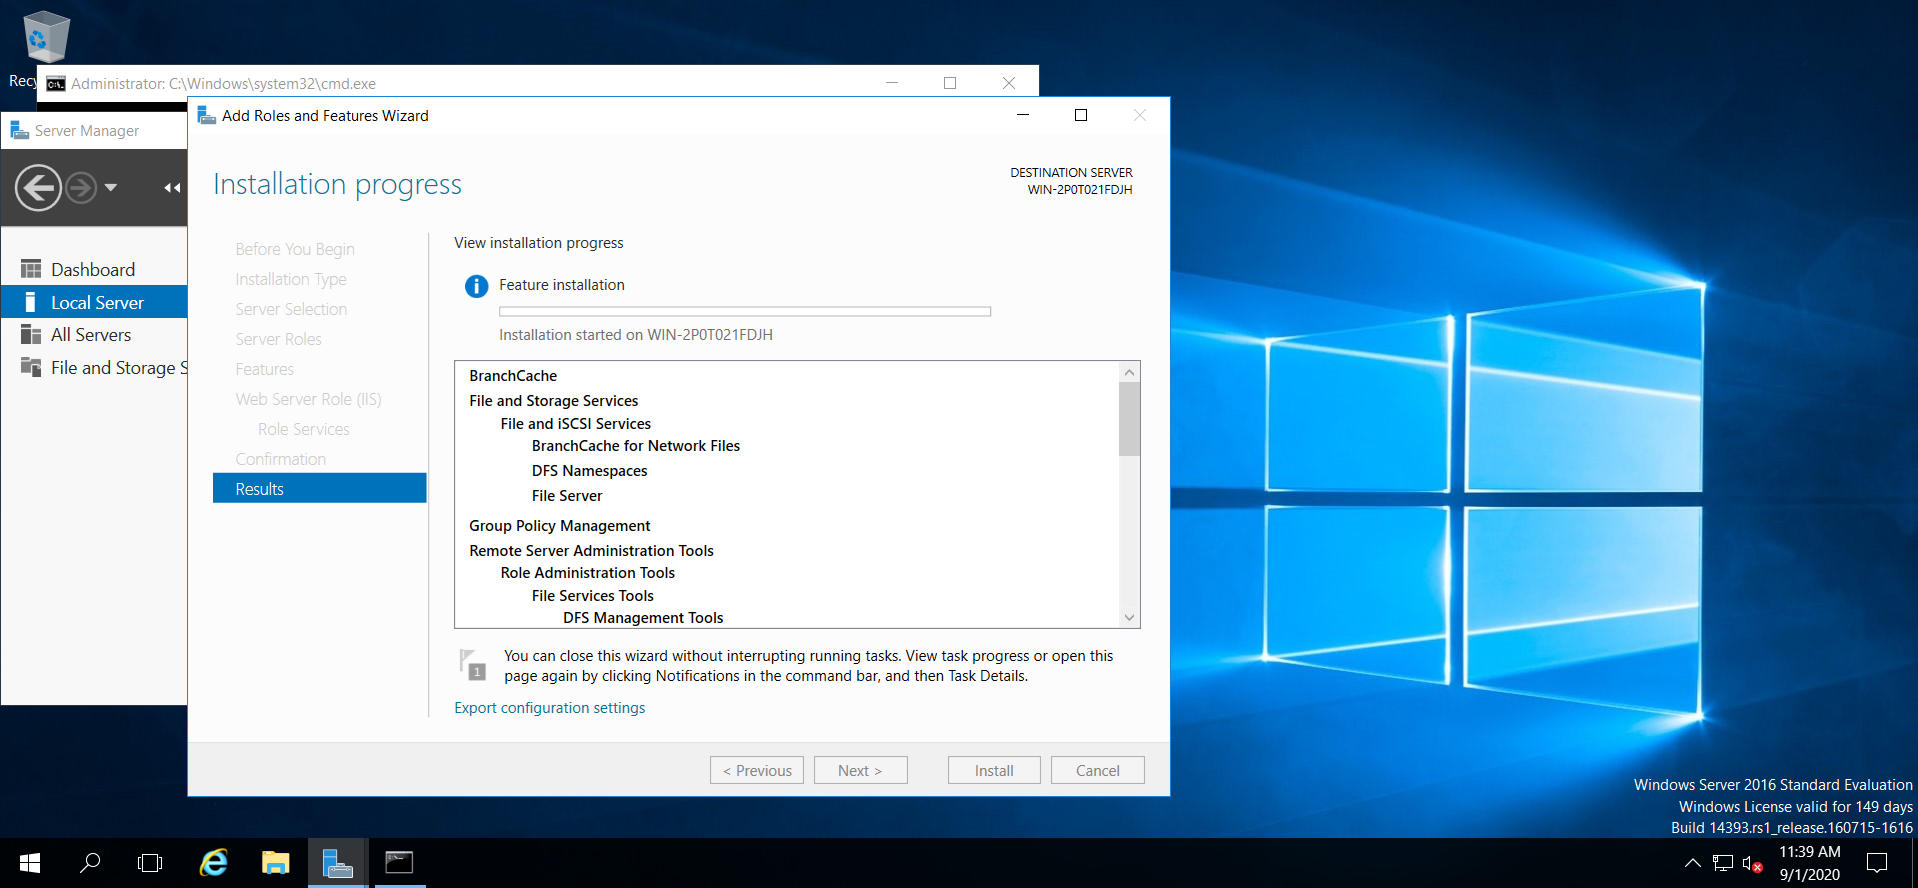 Recy
Administrator: C:\Windows\system32\cmd.exe
Server Manager
Add Roles and Features Wizard
Installation progress
DESTINATION SERVER
WIN-2P0T021FDJH
Dashboard
Local Server
All Servers
File and Storage S
Before You Begin
Installation Type
Server Selection
Server Roles
Features
Web Server Role (IIS)
Role Services
Confirmation
Results
View installation progress
Feature installation
Installation started on WIN-2P0T021FDJH
BranchCache
File and Storage Services
File and iSCSI Services
BranchCache for Network Files
DFS Namespaces
File Server
Group Policy Management
Remote Server Administration Tools
Role Administration Tools
File Services Tools
DFS Management Tools
1
You can close this wizard without interrupting running tasks. View task progress or open this
page again by clicking Notifications in the command bar, and then Task Details.
Export configuration settings
< Previous
Next >
Install
Cancel
Windows Server 2016 Standard Evaluation
Windows License valid for 149 days
Build 14393.rs1_release.160715-1616
11:39 AM
9/1/2020